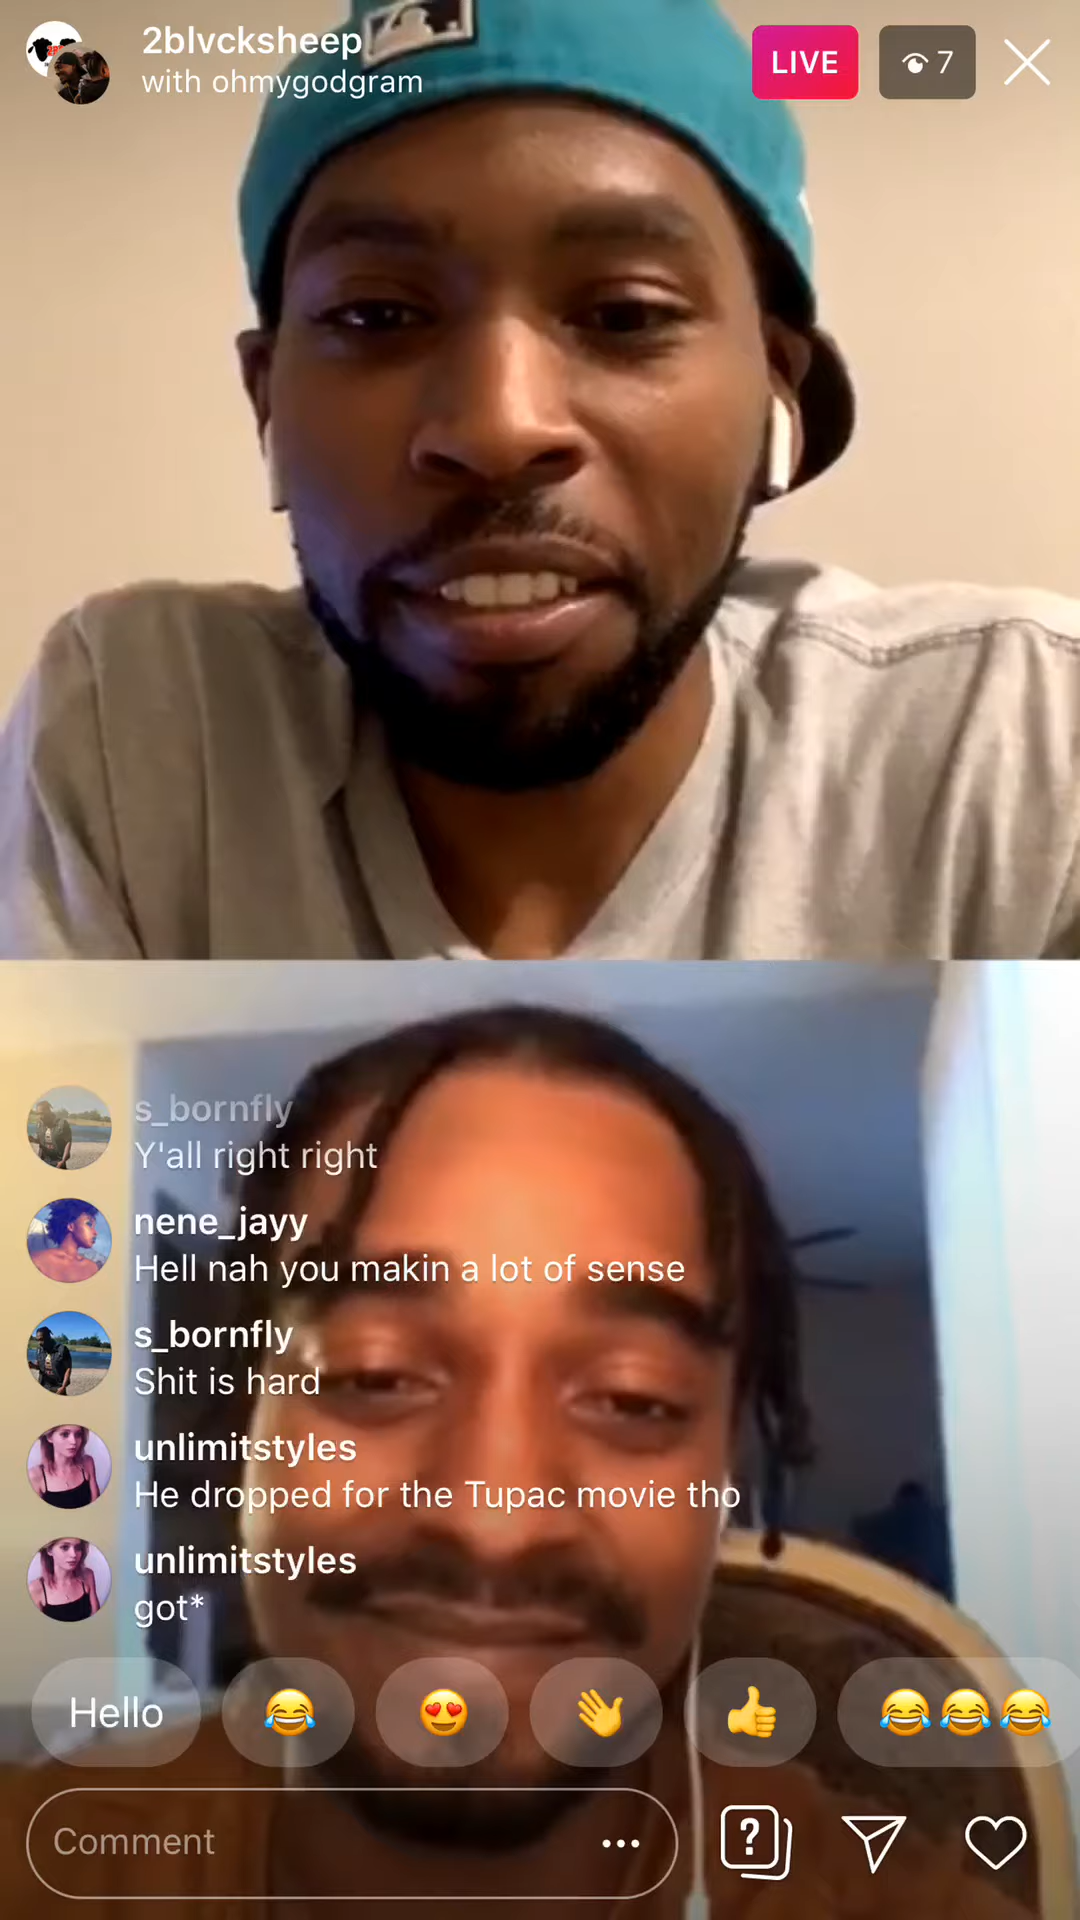 2blvcksheep
with ohmygodgram
LIVE
7
s_bornfly
Y'all right right
nene_jayy
Hell nah you makin a lot of sense
s_bornfly
Shit is hard
unlimitstyles
He dropped for the Tupac movie tho
unlimitstyles
got*
Hello
Comment